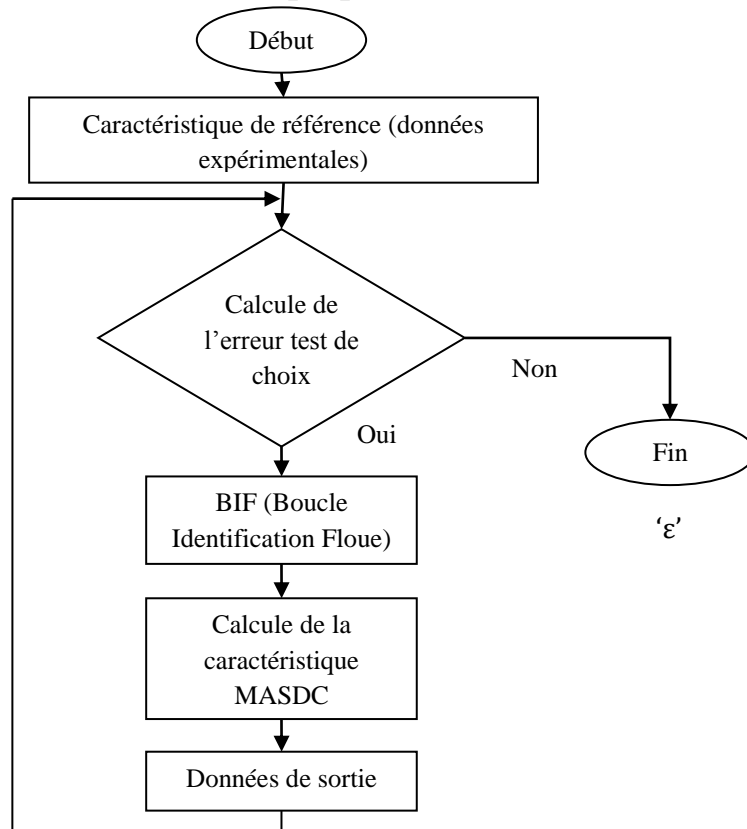 Début
Caractéristique de référence (données
expérimentales)
Calcule de
l’erreur test de
choix
Non
Oui
Fin
BIF (Boucle
Identification Floue)
‘ε’
Calcule de la
caractéristique
MASDC
Données de sortie